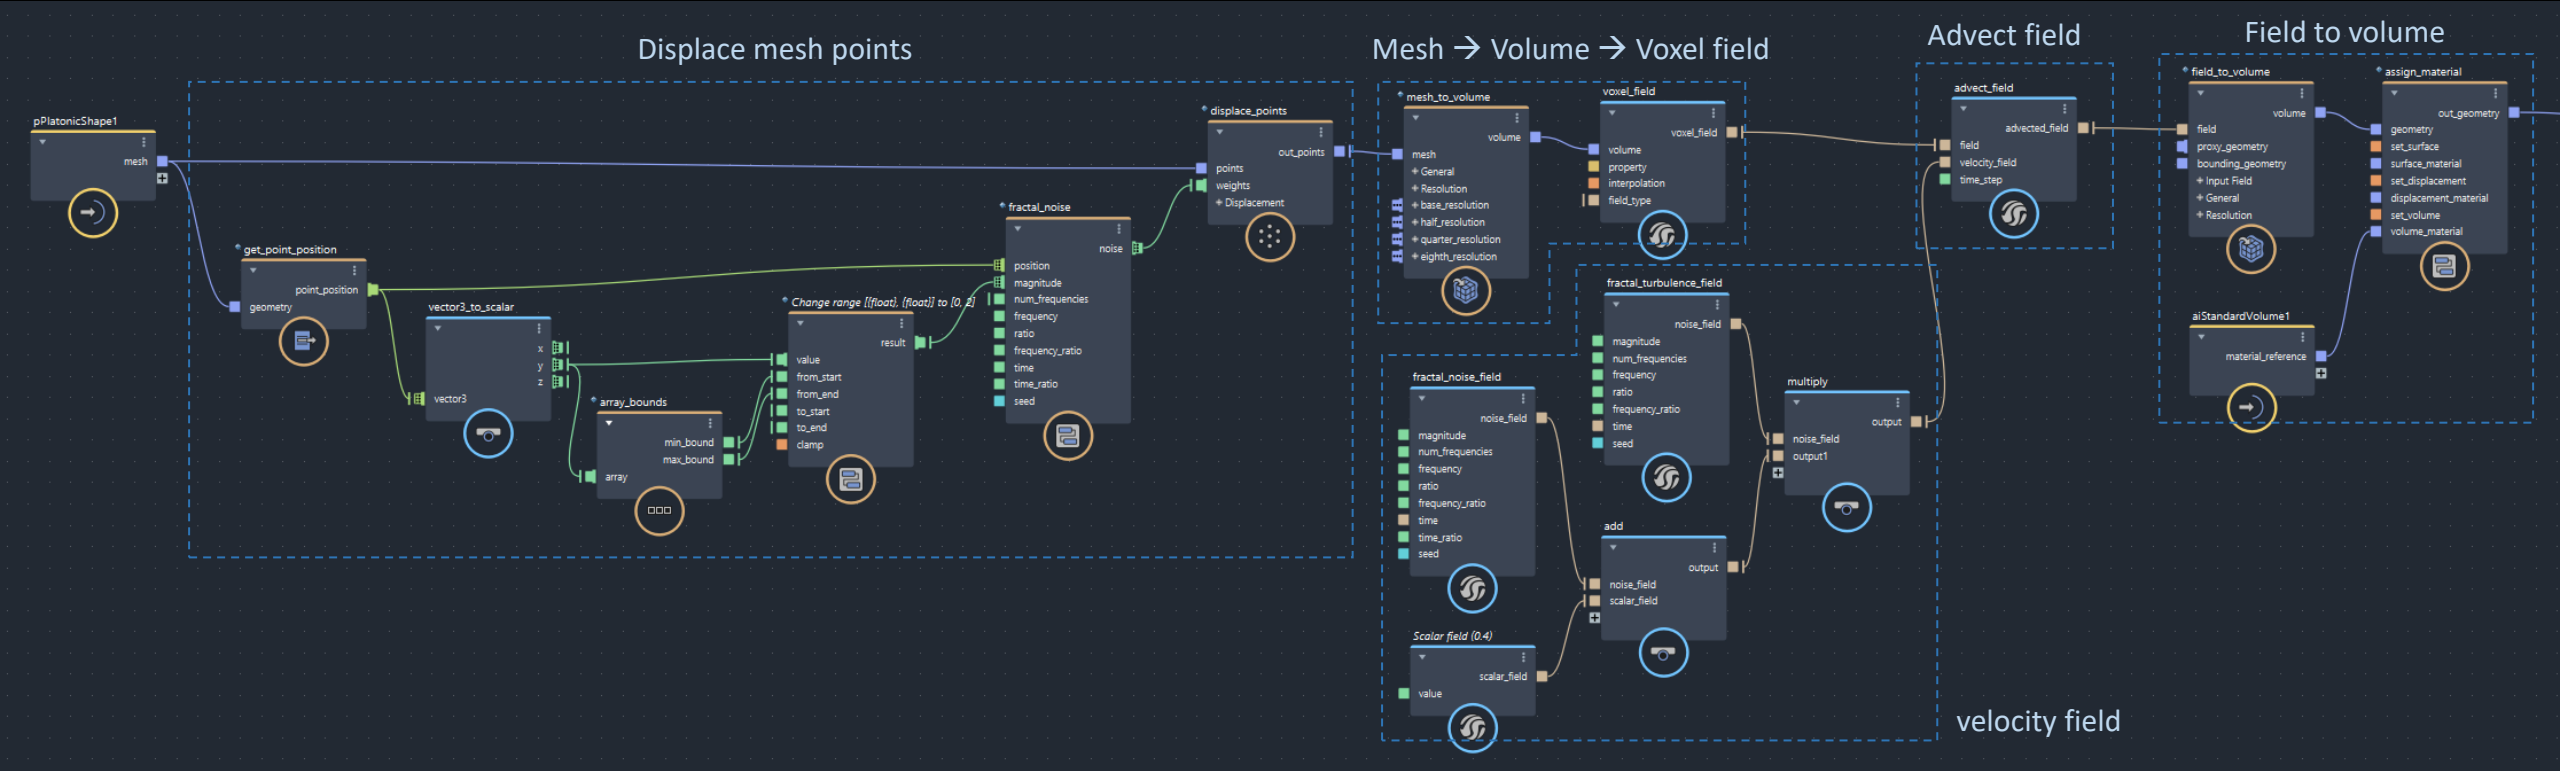 Displace mesh points
Mesh → Volume → Voxel field
Advect field
Field to volume
pPlatonicShape1
mesh
get_point_position
point_position
geometry
vector3_to_scalar
x
y
z
vector3
array_bounds
min_bound
max_bound
array
Change range [{float}, {float}] to [0, 2]
result
value
from_start
from_end
to_start
to_end
clamp
fractal_noise
noise
position
magnitude
num_frequencies
frequency
ratio
frequency_ratio
time
time_ratio
seed
displace_points
out_points
points
weights
+ Displacement
mesh_to_volume
volume
mesh
+ General
+ Resolution
+ base_resolution
+ half_resolution
+ quarter_resolution
+ eighth_resolution
voxel_field
voxel_field
volume
property
interpolation
field_type
fractal_turbulence_field
noise_field
magnitude
num_frequencies
frequency
ratio
frequency_ratio
time
seed
fractal_noise_field
noise_field
magnitude
num_frequencies
frequency
ratio
frequency_ratio
time
time_ratio
seed
Scalar field (0.4)
scalar_field
value
add
output
noise_field
scalar_field
multiply
output
noise_field
output1
velocity field
advect_field
advected_field
field
velocity_field
time_step
field_to_volume
volume
field
proxy_geometry
bounding_geometry
+ Input Field
+ General
+ Resolution
aiStandardVolume1
material_reference
assign_material
out_geometry
geometry
set_surface
surface_material
set_displacement
displacement_material
set_volume
volume_material